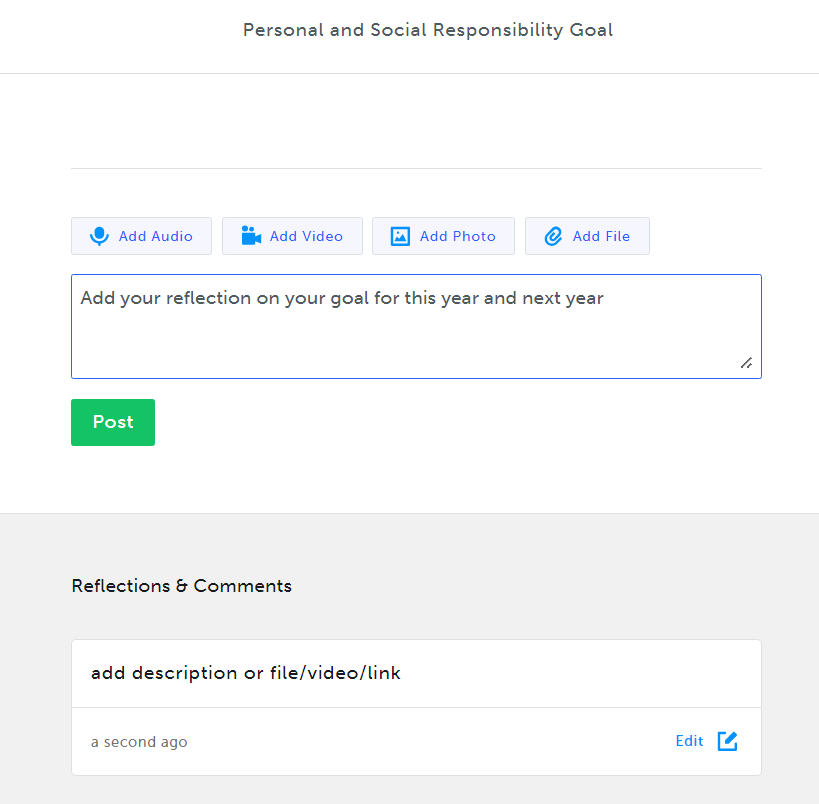 Personal and Social Responsibility Goal
Add Audio Add Video Add Photo Add File
Add your reflection on your goal for this year and next year
Post
Reflections & Comments
add description or file/video/link
a second ago Edit